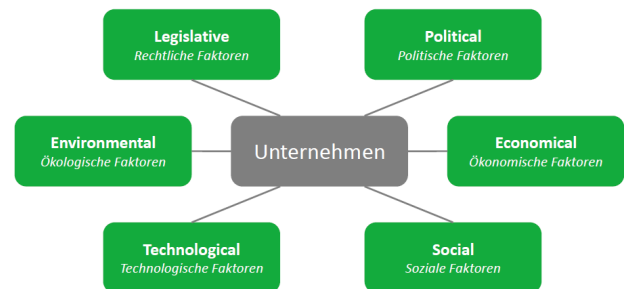 Legislative
Rechtliche Faktoren
Political
Politische Faktoren
Environmental
Ökologische Faktoren
Unternehmen
Economical
Ökonomische Faktoren
Technological
Technologische Faktoren
Social
Soziale Faktoren